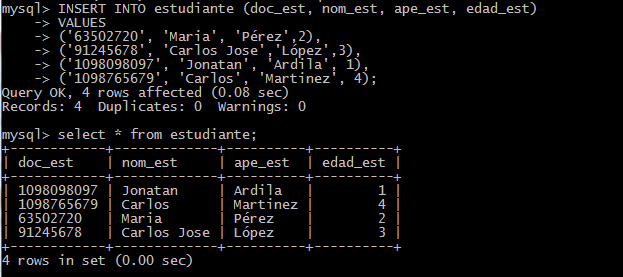 mysql> INSERT INTO estudiante (doc_est, nom_est, ape_est, edad_est)
    -> VALUES
    -> ('63502720', 'Maria', 'Pérez',2),
    -> ('91245678', 'Carlos Jose','López',3),
    -> ('1098098097', 'Jonatan', 'Ardila', 1),
    -> ('1098765679', 'Carlos', 'Martinez', 4);
Query OK, 4 rows affected (0.08 sec)
Records: 4  Duplicates: 0  Warnings: 0

mysql> select * from estudiante;
+------------+-------------+----------+----------+
| doc_est    | nom_est     | ape_est  | edad_est |
+------------+-------------+----------+----------+
| 1098098097 | Jonatan     | Ardila   |        1 |
| 1098765679 | Carlos      | Martinez |        4 |
| 63502720   | Maria       | Pérez    |        2 |
| 91245678   | Carlos Jose | López    |        3 |
+------------+-------------+----------+----------+
4 rows in set (0.00 sec)